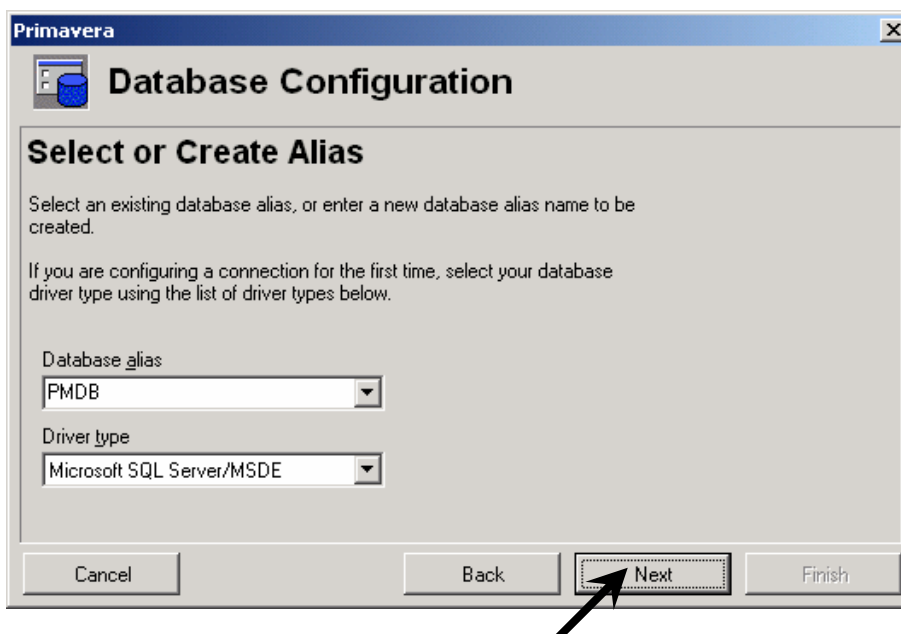 Primavera
Database Configuration
Select or Create Alias
Select an existing database alias, or enter a new database alias name to be
created.
If you are configuring a connection for the first time, select your database
driver type using the list of driver types below.
Database alias
PMDB
Driver type
Microsoft SQL Server/MSDE
Cancel
Back
Next
Finish